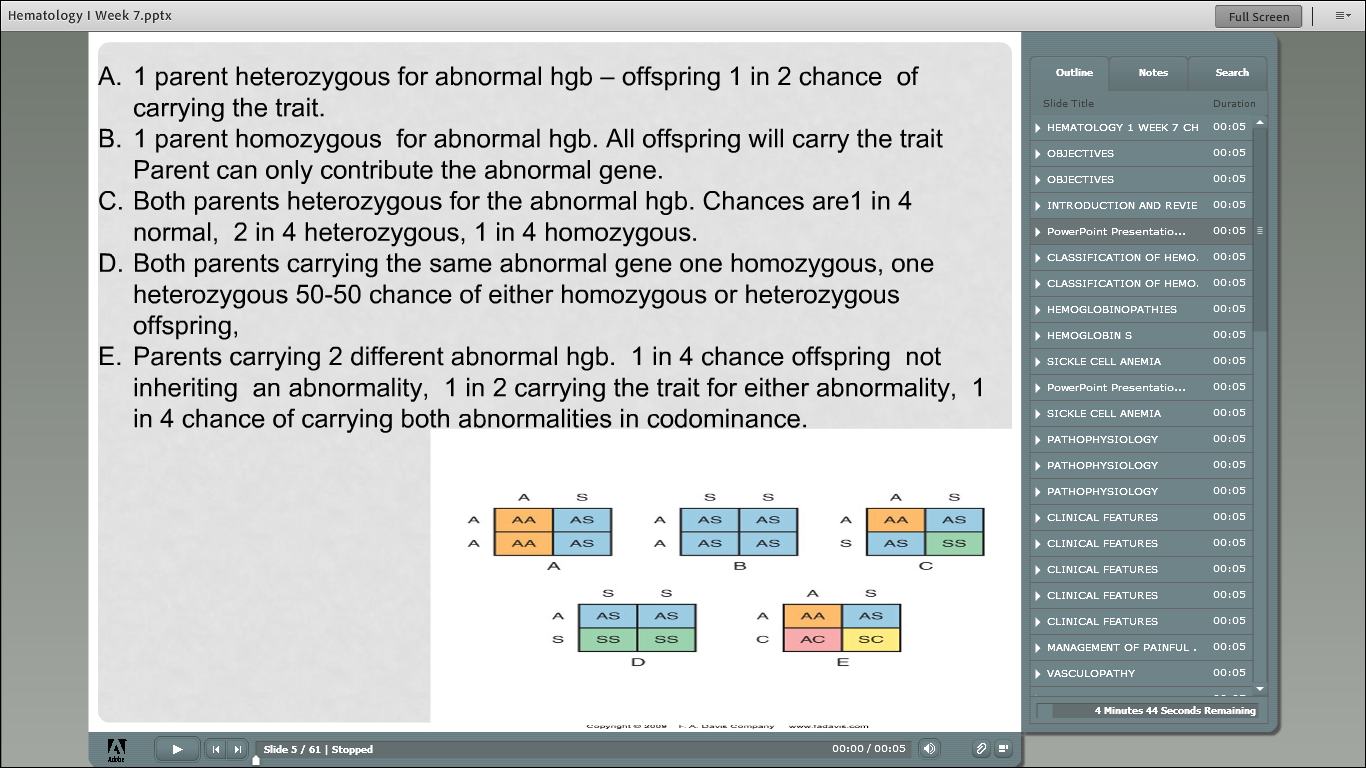 Hematology I Week 7.pptx
Full Screen
A. 1 parent heterozygous for abnormal hgb – offspring 1 in 2 chance of
carrying the trait.
B. 1 parent homozygous for abnormal hgb. All offspring will carry the trait
Parent can only contribute the abnormal gene.
C. Both parents heterozygous for the abnormal hgb. Chances are1 in 4
normal, 2 in 4 heterozygous, 1 in 4 homozygous.
D. Both parents carrying the same abnormal gene one homozygous, one
heterozygous 50-50 chance of either homozygous or heterozygous
offspring,
E. Parents carrying 2 different abnormal hgb. 1 in 4 chance offspring not
inheriting an abnormality, 1 in 2 carrying the trait for either abnormality, 1
in 4 chance of carrying both abnormalities in codominance.
A S
A AA AS
A AA AS
A
S S
A AS AS
A AS AS
B
A S
A AA AS
S AS SS
C
S S
A AS AS
S SS SS
D
A S
A AA AS
C AC SC
E
Copyright © 2009 F. A. Davis Company www.fadavis.com
Outline Notes Search
Slide Title Duration
HEMATOLOGY 1 WEEK 7 CH 00:05
OBJECTIVES 00:05
OBJECTIVES 00:05
INTRODUCTION AND REVIE 00:05
PowerPoint Presentatio... 00:05
CLASSIFICATION OF HEMO. 00:05
CLASSIFICATION OF HEMO. 00:05
HEMOGLOBINOPATHIES 00:05
HEMOGLOBIN S 00:05
SICKLE CELL ANEMIA 00:05
PowerPoint Presentatio... 00:05
SICKLE CELL ANEMIA 00:05
PATHOPHYSIOLOGY 00:05
PATHOPHYSIOLOGY 00:05
PATHOPHYSIOLOGY 00:05
CLINICAL FEATURES 00:05
CLINICAL FEATURES 00:05
CLINICAL FEATURES 00:05
CLINICAL FEATURES 00:05
CLINICAL FEATURES 00:05
MANAGEMENT OF PAINFUL . 00:05
VASCULOPATHY 00:05
4 Minutes 44 Seconds Remaining
Adobe
Slide 5 / 61 | Stopped
00:00 / 00:05